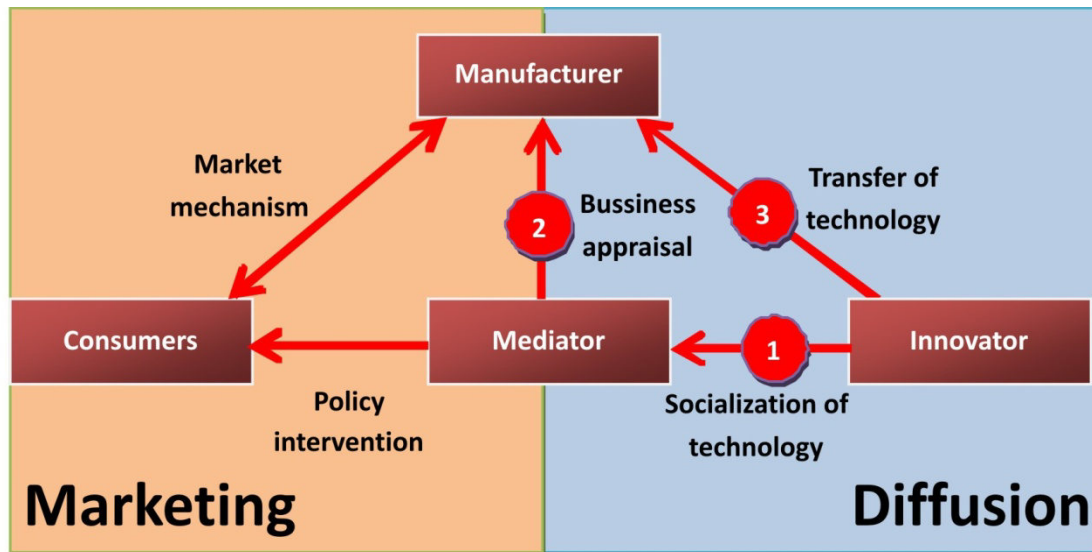 Manufacturer
Market
mechanism
2
Bussiness
appraisal
3
Transfer of
technology
Consumers
Mediator
1
Innovator
Policy
intervention
Socialization of
technology
Marketing
Diffusion